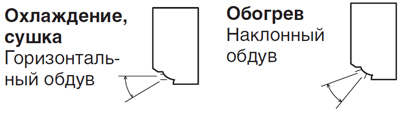 Охлаждение,
сушка
Горизонталь-
ный обдув
Обогрев
Наклонный
обдув